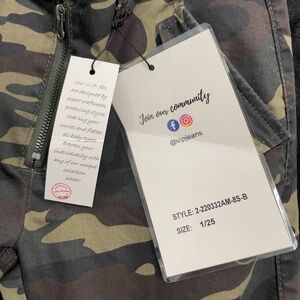 Our V.I.P. fits
are designed by
expert craftsmen
producing styles
that hug your
curves and flatter
all body types.
Express your
individuality with
any of our unique
collection
pieces!
Join our community
@vipjeans
STYLE: 2-220332AM-8S-B
SIZE: 1/25